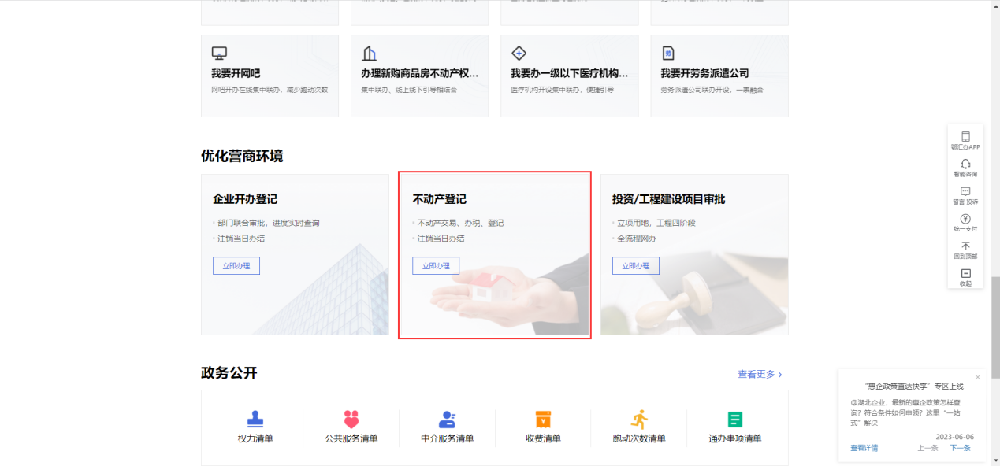 我要开网吧
网吧开办在线集中联办，减少跑动次数
办理新购商品房不动产权...
集中联办、线上线下引导相结合
我要办一级以下医疗机构...
医疗机构开设集中联办，便捷引导
我要开劳务派遣公司
劳务派遣公司联办开设，一表融合
优化营商环境
企业开办登记
部门联合审批，进度实时查询
注销当日办结
立即办理
不动产登记
不动产交易、办税、登记
注销当日办结
立即办理
投资/工程建设项目审批
立项用地，工程四阶段
全流程网办
立即办理
政务公开
查看更多 ›
权力清单
公共服务清单
中介服务清单
收费清单
跑动次数清单
通办事项清单
鄂汇办APP
智能咨询
留言 投诉
统一支付
回到顶部
收起
“惠企政策直达快享”专区上线
@湖北企业，最新的惠企政策怎样查
询？符合条件如何申领？这里“一站
式”解决
2023-06-06
查看详情 上一条 下一条